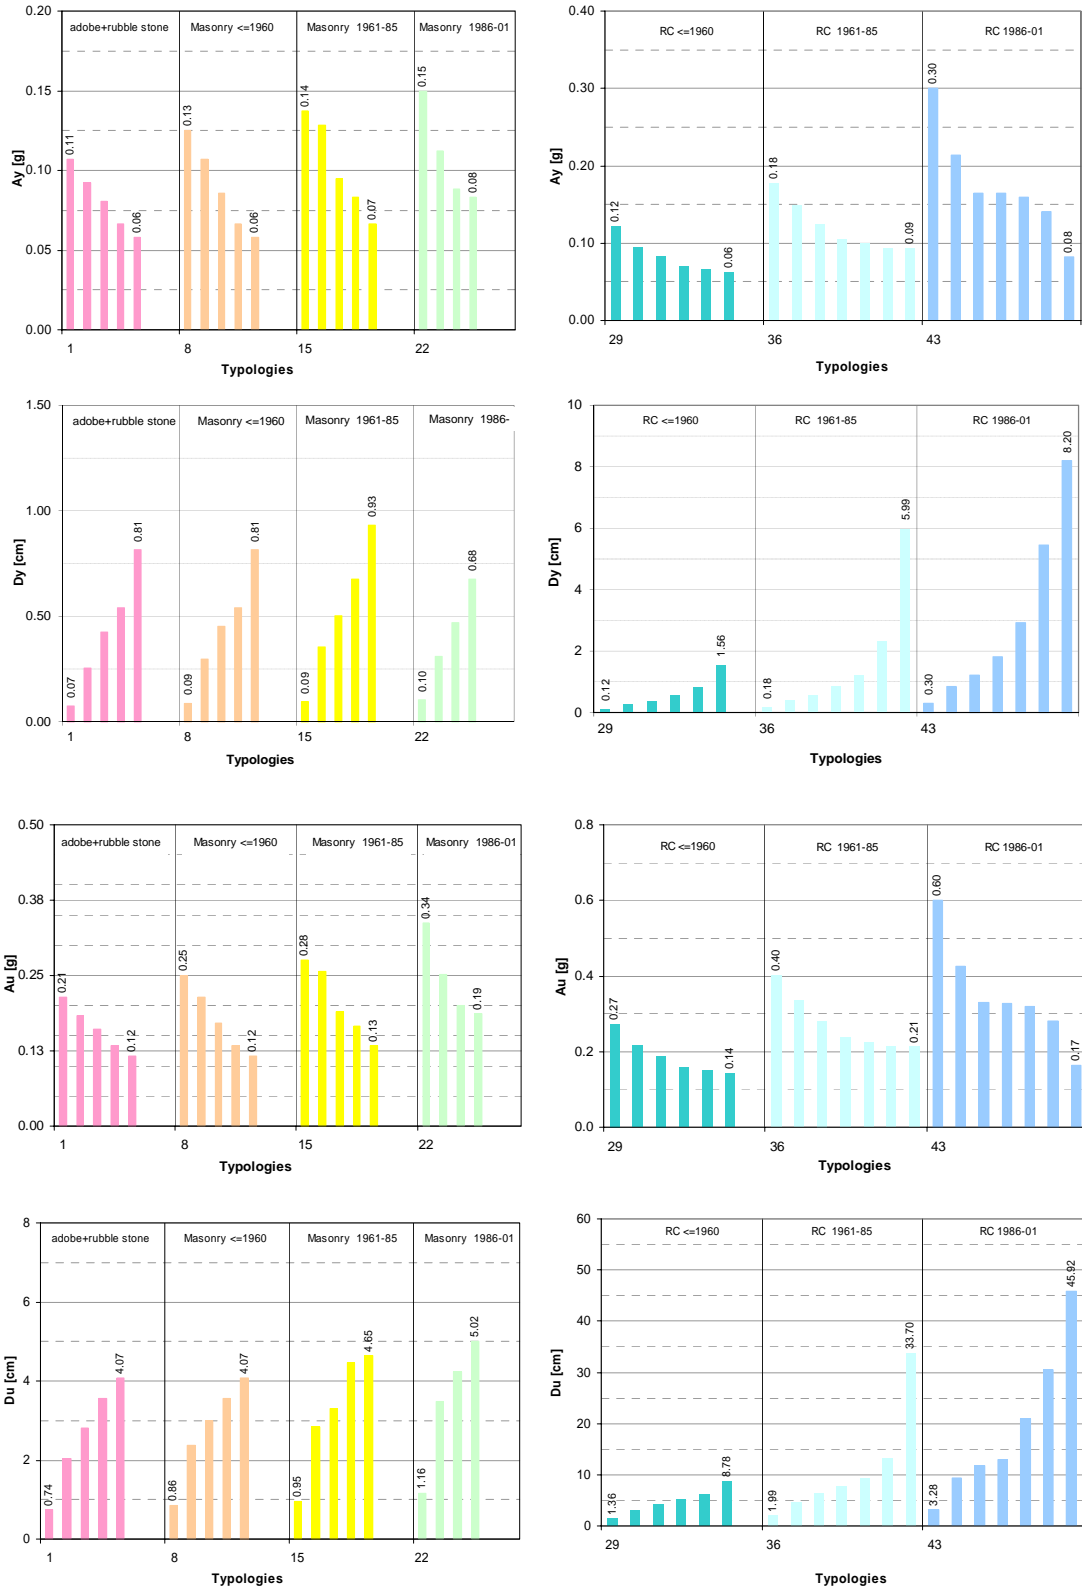 0.20
0.15
0.10
0.05
0.00
Ay [g]
adobe+rubble stone
Masonry <=1960
Masonry 1961-85
Masonry 1986-01
0.11
0.06
0.13
0.06
0.14
0.07
0.15
0.08
1
8
15
22
Typologies
0.40
0.30
0.20
0.10
0.00
Ay [g]
RC <=1960
RC 1961-85
RC 1986-01
0.12
0.06
0.18
0.09
0.30
0.08
29
36
43
Typologies
1.50
1.00
0.50
0.00
Dy [cm]
adobe+rubble stone
Masonry <=1960
Masonry 1961-85
Masonry 1986-
0.07
0.81
0.09
0.81
0.09
0.93
0.10
0.68
1
8
15
22
Typologies
10
8
6
4
2
0
Dy [cm]
RC <=1960
RC 1961-85
RC 1986-01
0.12
1.56
0.18
5.99
0.30
8.20
29
36
43
Typologies
0.50
0.38
0.25
0.13
0.00
Au [g]
adobe+rubble stone
Masonry <=1960
Masonry 1961-85
Masonry 1986-01
0.21
0.12
0.25
0.12
0.28
0.13
0.34
0.19
1
8
15
22
Typologies
0.8
0.6
0.4
0.2
0.0
Au [g]
RC <=1960
RC 1961-85
RC 1986-01
0.27
0.14
0.40
0.21
0.60
0.17
29
36
43
Typologies
8
6
4
2
0
Du [cm]
adobe+rubble stone
Masonry <=1960
Masonry 1961-85
Masonry 1986-01
0.74
4.07
0.86
4.07
0.95
4.65
1.16
5.02
1
8
15
22
Typologies
60
50
40
30
20
10
0
Du [cm]
RC <=1960
RC 1961-85
RC 1986-01
1.36
8.78
1.99
33.70
3.28
45.92
29
36
43
Typologies